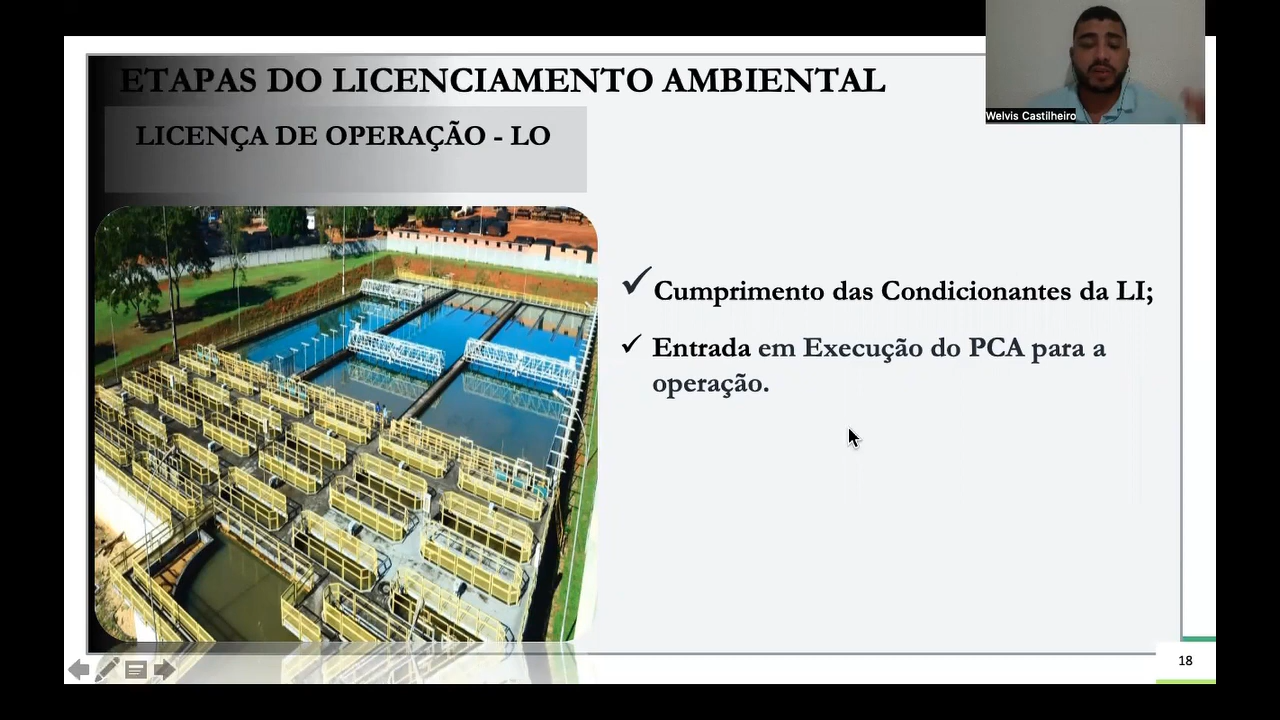 ETAPAS DO LICENCIAMENTO AMBIENTAL
LICENÇA DE OPERAÇÃO - LO
Welvis Castilheiro
Cumprimento das Condicionantes da LI;
Entrada em Execução do PCA para a
operação.
18